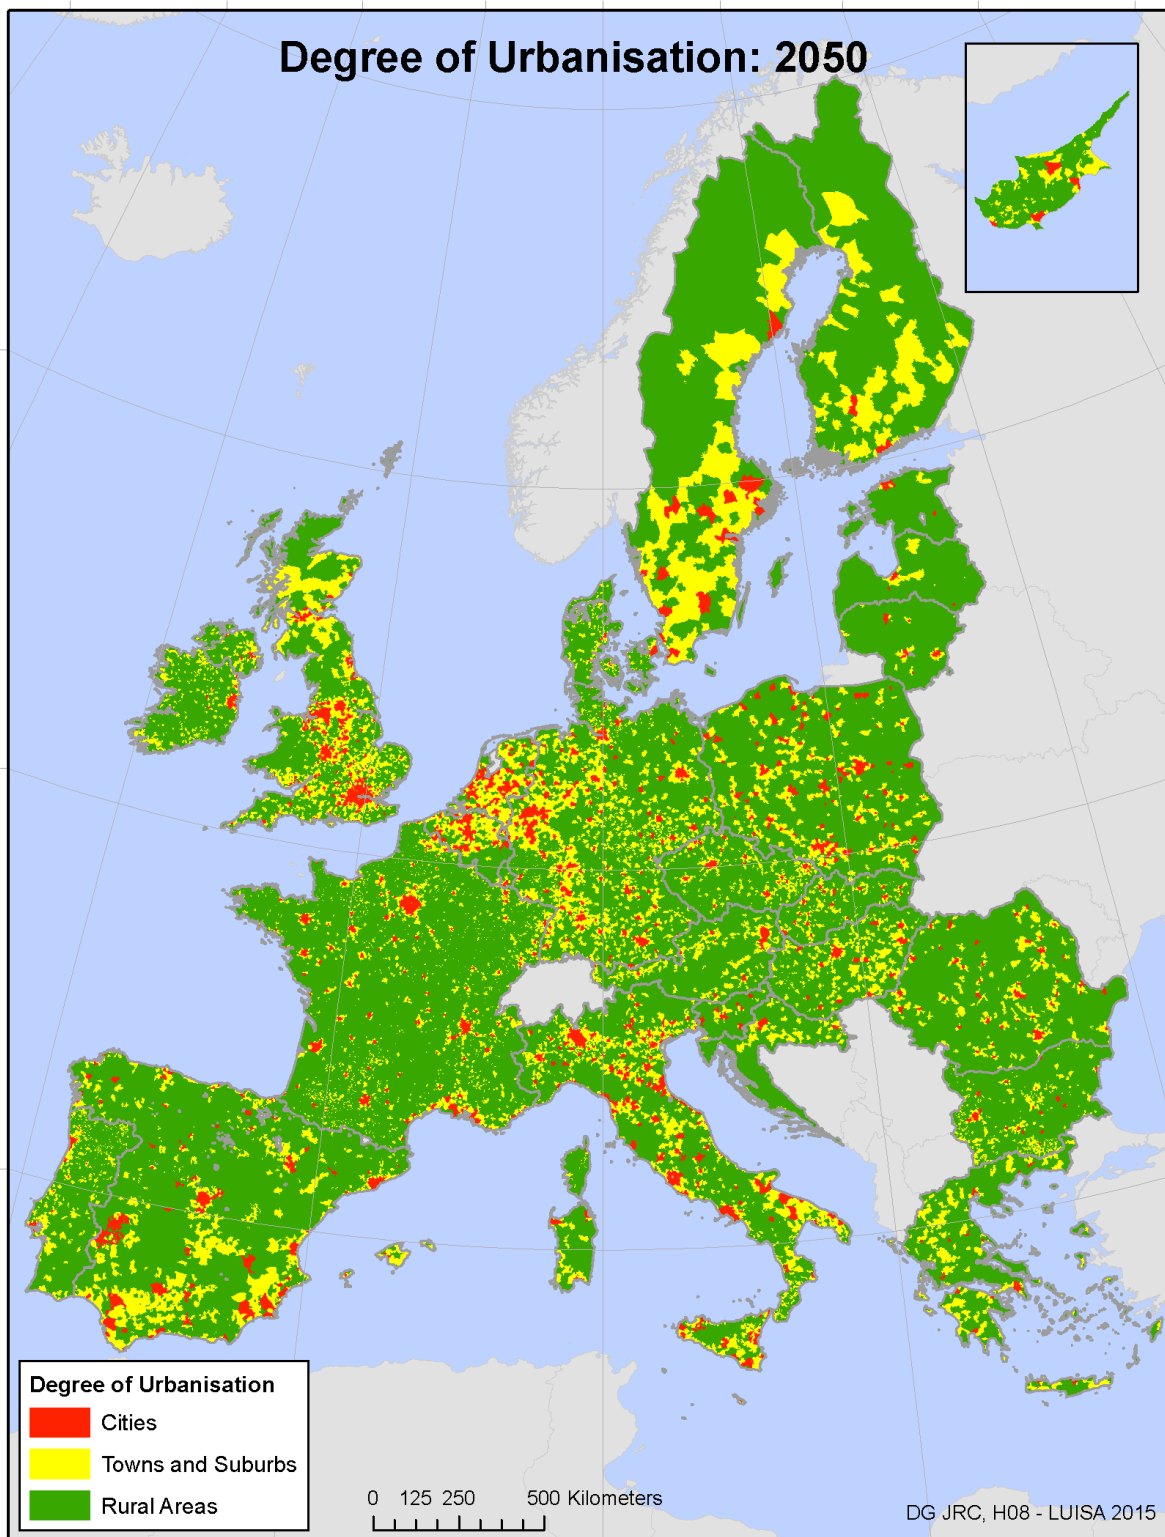 Degree of Urbanisation: 2050
Degree of Urbanisation
Cities
Towns and Suburbs
Rural Areas
0 125 250 500 Kilometers
DG JRC, H08 - LUISA 2015